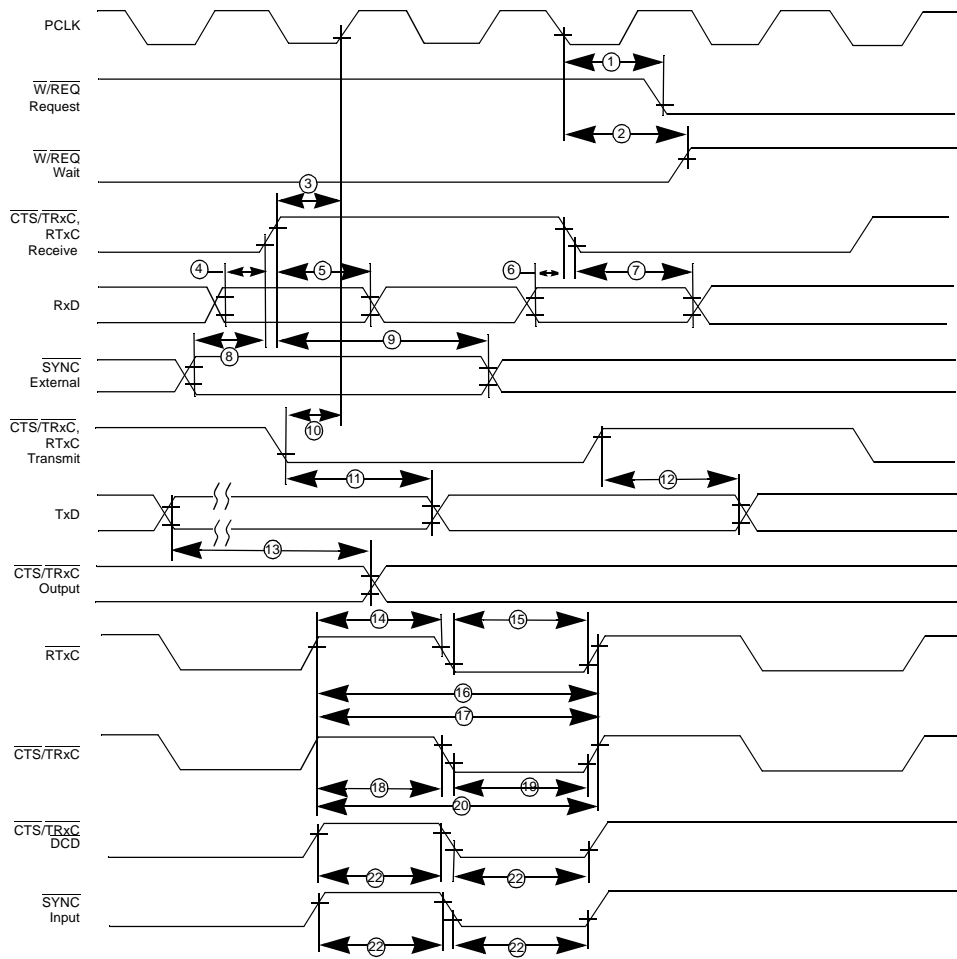 PCLK
1
W/REQ
Request
2
W/REQ
Wait
3
CTS/TRxC,
RTxC
Receive
4
5
6
7
RxD
8
9
SYNC
External
10
CTS/TRxC,
RTxC
Transmit
11
12
TxD
13
CTS/TRxC
Output
14
15
RTxC
16
17
CTS/TRxC
18
19
20
CTS/TRxC
DCD
22
22
SYNC
Input
22
22